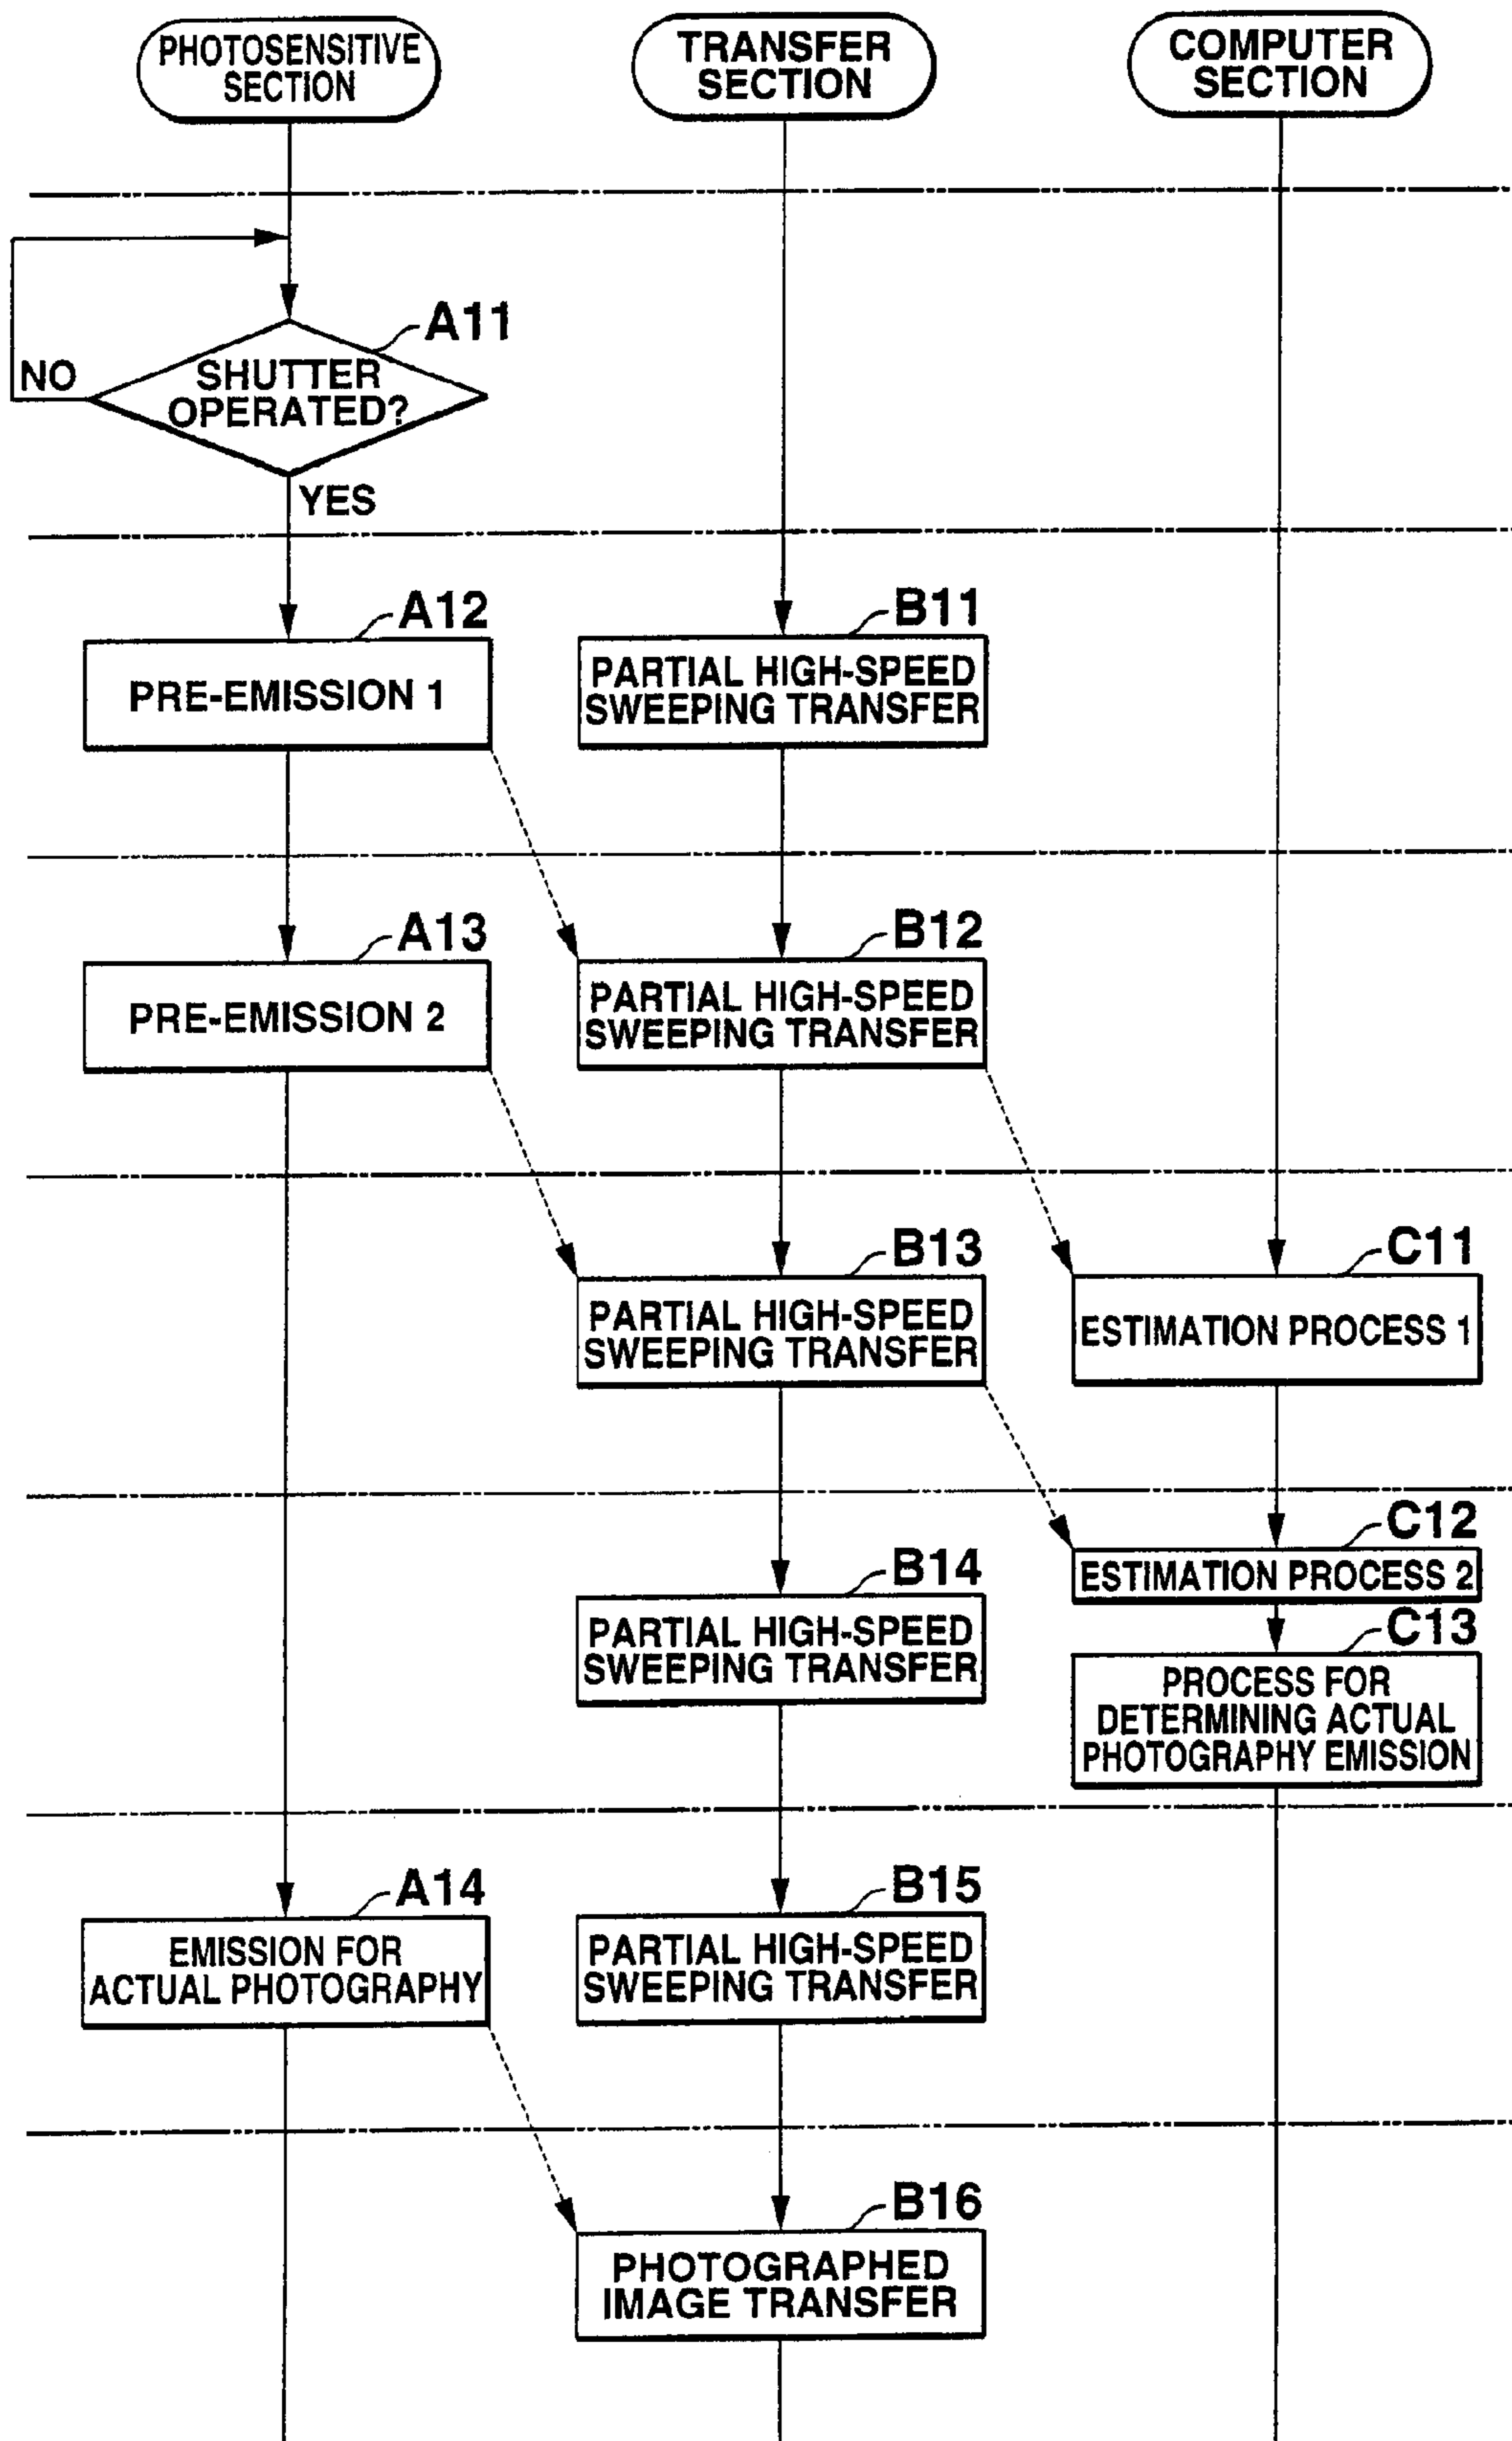 PHOTOSENSITIVE
SECTION
TRANSFER
SECTION
COMPUTER
SECTION
A11
NO
SHUTTER
OPERATED?
YES
A12
PRE-EMISSION 1
B11
PARTIAL HIGH-SPEED
SWEEPING TRANSFER
A13
PRE-EMISSION 2
B12
PARTIAL HIGH-SPEED
SWEEPING TRANSFER
B13
PARTIAL HIGH-SPEED
SWEEPING TRANSFER
C11
ESTIMATION PROCESS 1
C12
ESTIMATION PROCESS 2
B14
PARTIAL HIGH-SPEED
SWEEPING TRANSFER
C13
PROCESS FOR
DETERMINING ACTUAL
PHOTOGRAPHY EMISSION
A14
EMISSION FOR
ACTUAL PHOTOGRAPHY
B15
PARTIAL HIGH-SPEED
SWEEPING TRANSFER
B16
PHOTOGRAPHED
IMAGE TRANSFER